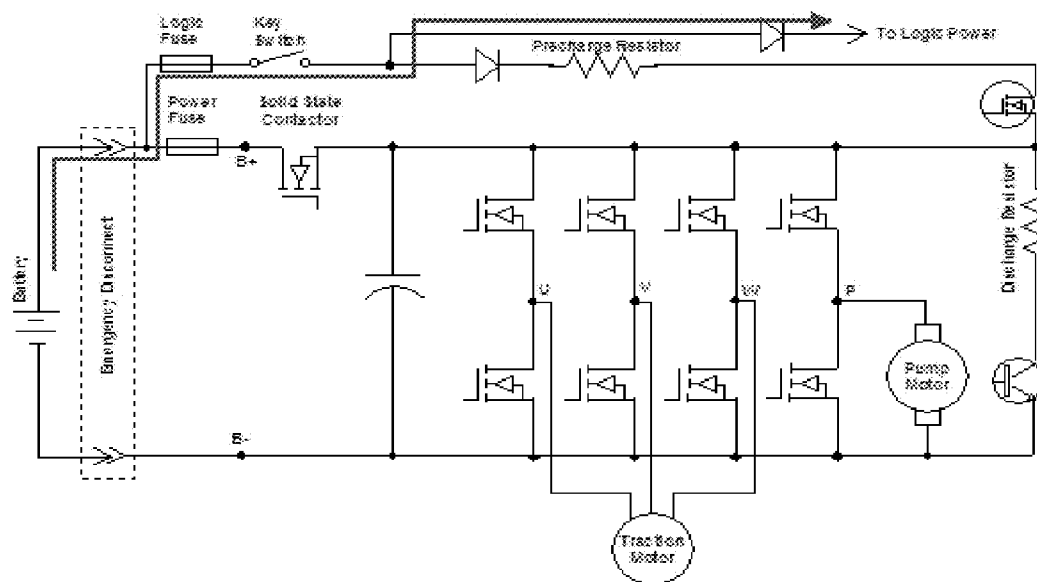 Logic
Fuse
Key
Switch
Precharge Resistor
To Logic Power
Power
Fuse
Solid State
Contactor
B+
Battery
Emergency Disconnect
Discharge Resistor
U
V
W
P
Pump
Motor
B-
Traction
Motor